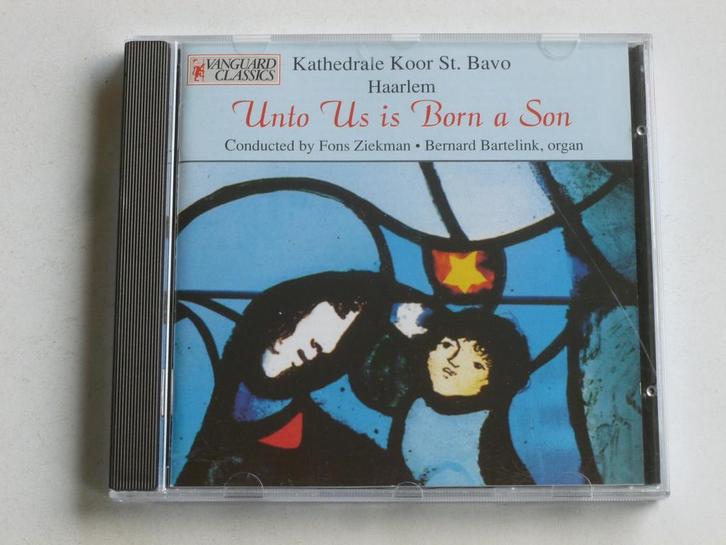 VANGUARD
CLASSICS
Kathedrale Koor St. Bavo
Haarlem
Unto Us is Born a Son
Conducted by Fons Ziekman • Bernard Bartelink, organ